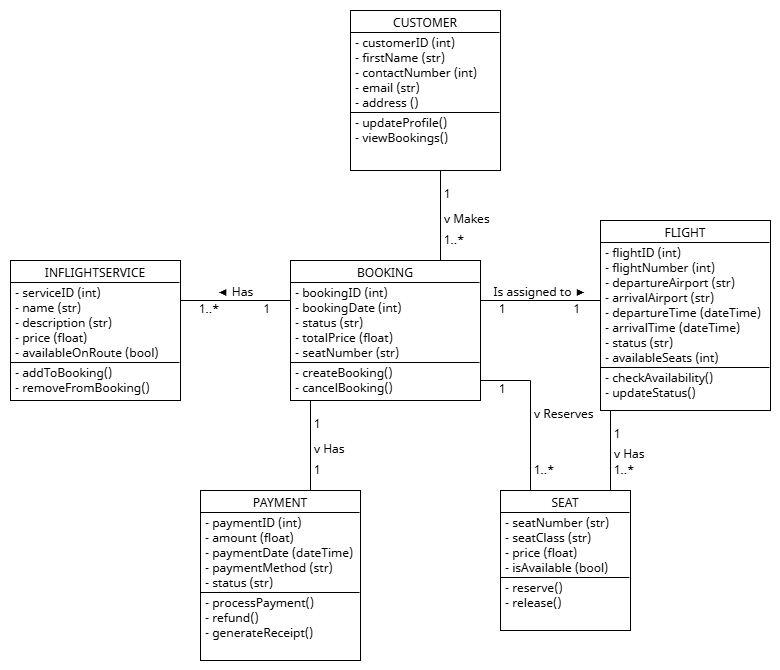 CUSTOMER
- customerID (int)
- firstName (str)
- contactNumber (int)
- email (str)
- address ()
- updateProfile()
- viewBookings()
1
v Makes
1..*
INFLIGHTSERVICE
- serviceID (int)
- name (str)
- description (str)
- price (float)
- availableOnRoute (bool)
- addToBooking()
- removeFromBooking()
◄ Has
1..*
1
BOOKING
- bookingID (int)
- bookingDate (int)
- status (str)
- totalPrice (float)
- seatNumber (str)
- createBooking()
- cancelBooking()
Is assigned to ►
1
1
FLIGHT
- flightID (int)
- flightNumber (int)
- departureAirport (str)
- arrivalAirport (str)
- departureTime (dateTime)
- arrivalTime (dateTime)
- status (str)
- availableSeats (int)
- checkAvailability()
- updateStatus()
1
v Has
1
1
v Reserves
1..*
1
v Has
1..*
PAYMENT
- paymentID (int)
- amount (float)
- paymentDate (dateTime)
- paymentMethod (str)
- status (str)
- processPayment()
- refund()
- generateReceipt()
SEAT
- seatNumber (str)
- seatClass (str)
- price (float)
- isAvailable (bool)
- reserve()
- release()